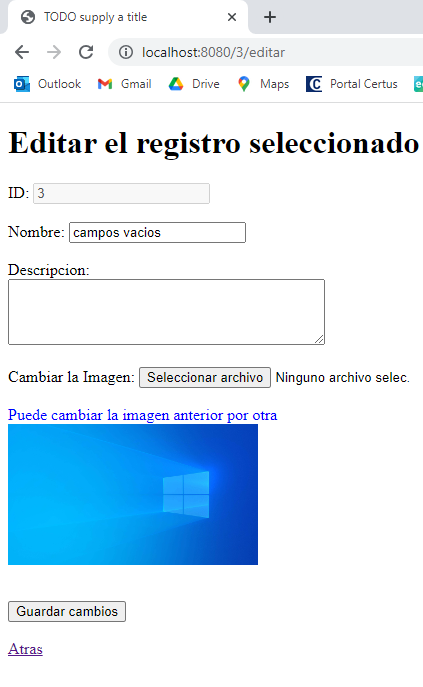 TODO supply a title
localhost:8080/3/editar
Outlook Gmail Drive Maps Portal Certus
Editar el registro seleccionado
ID: 3
Nombre: campos vacios
Descripcion:
Cambiar la Imagen: Seleccionar archivo Ninguno archivo selec.
Puede cambiar la imagen anterior por otra
Guardar cambios
Atras